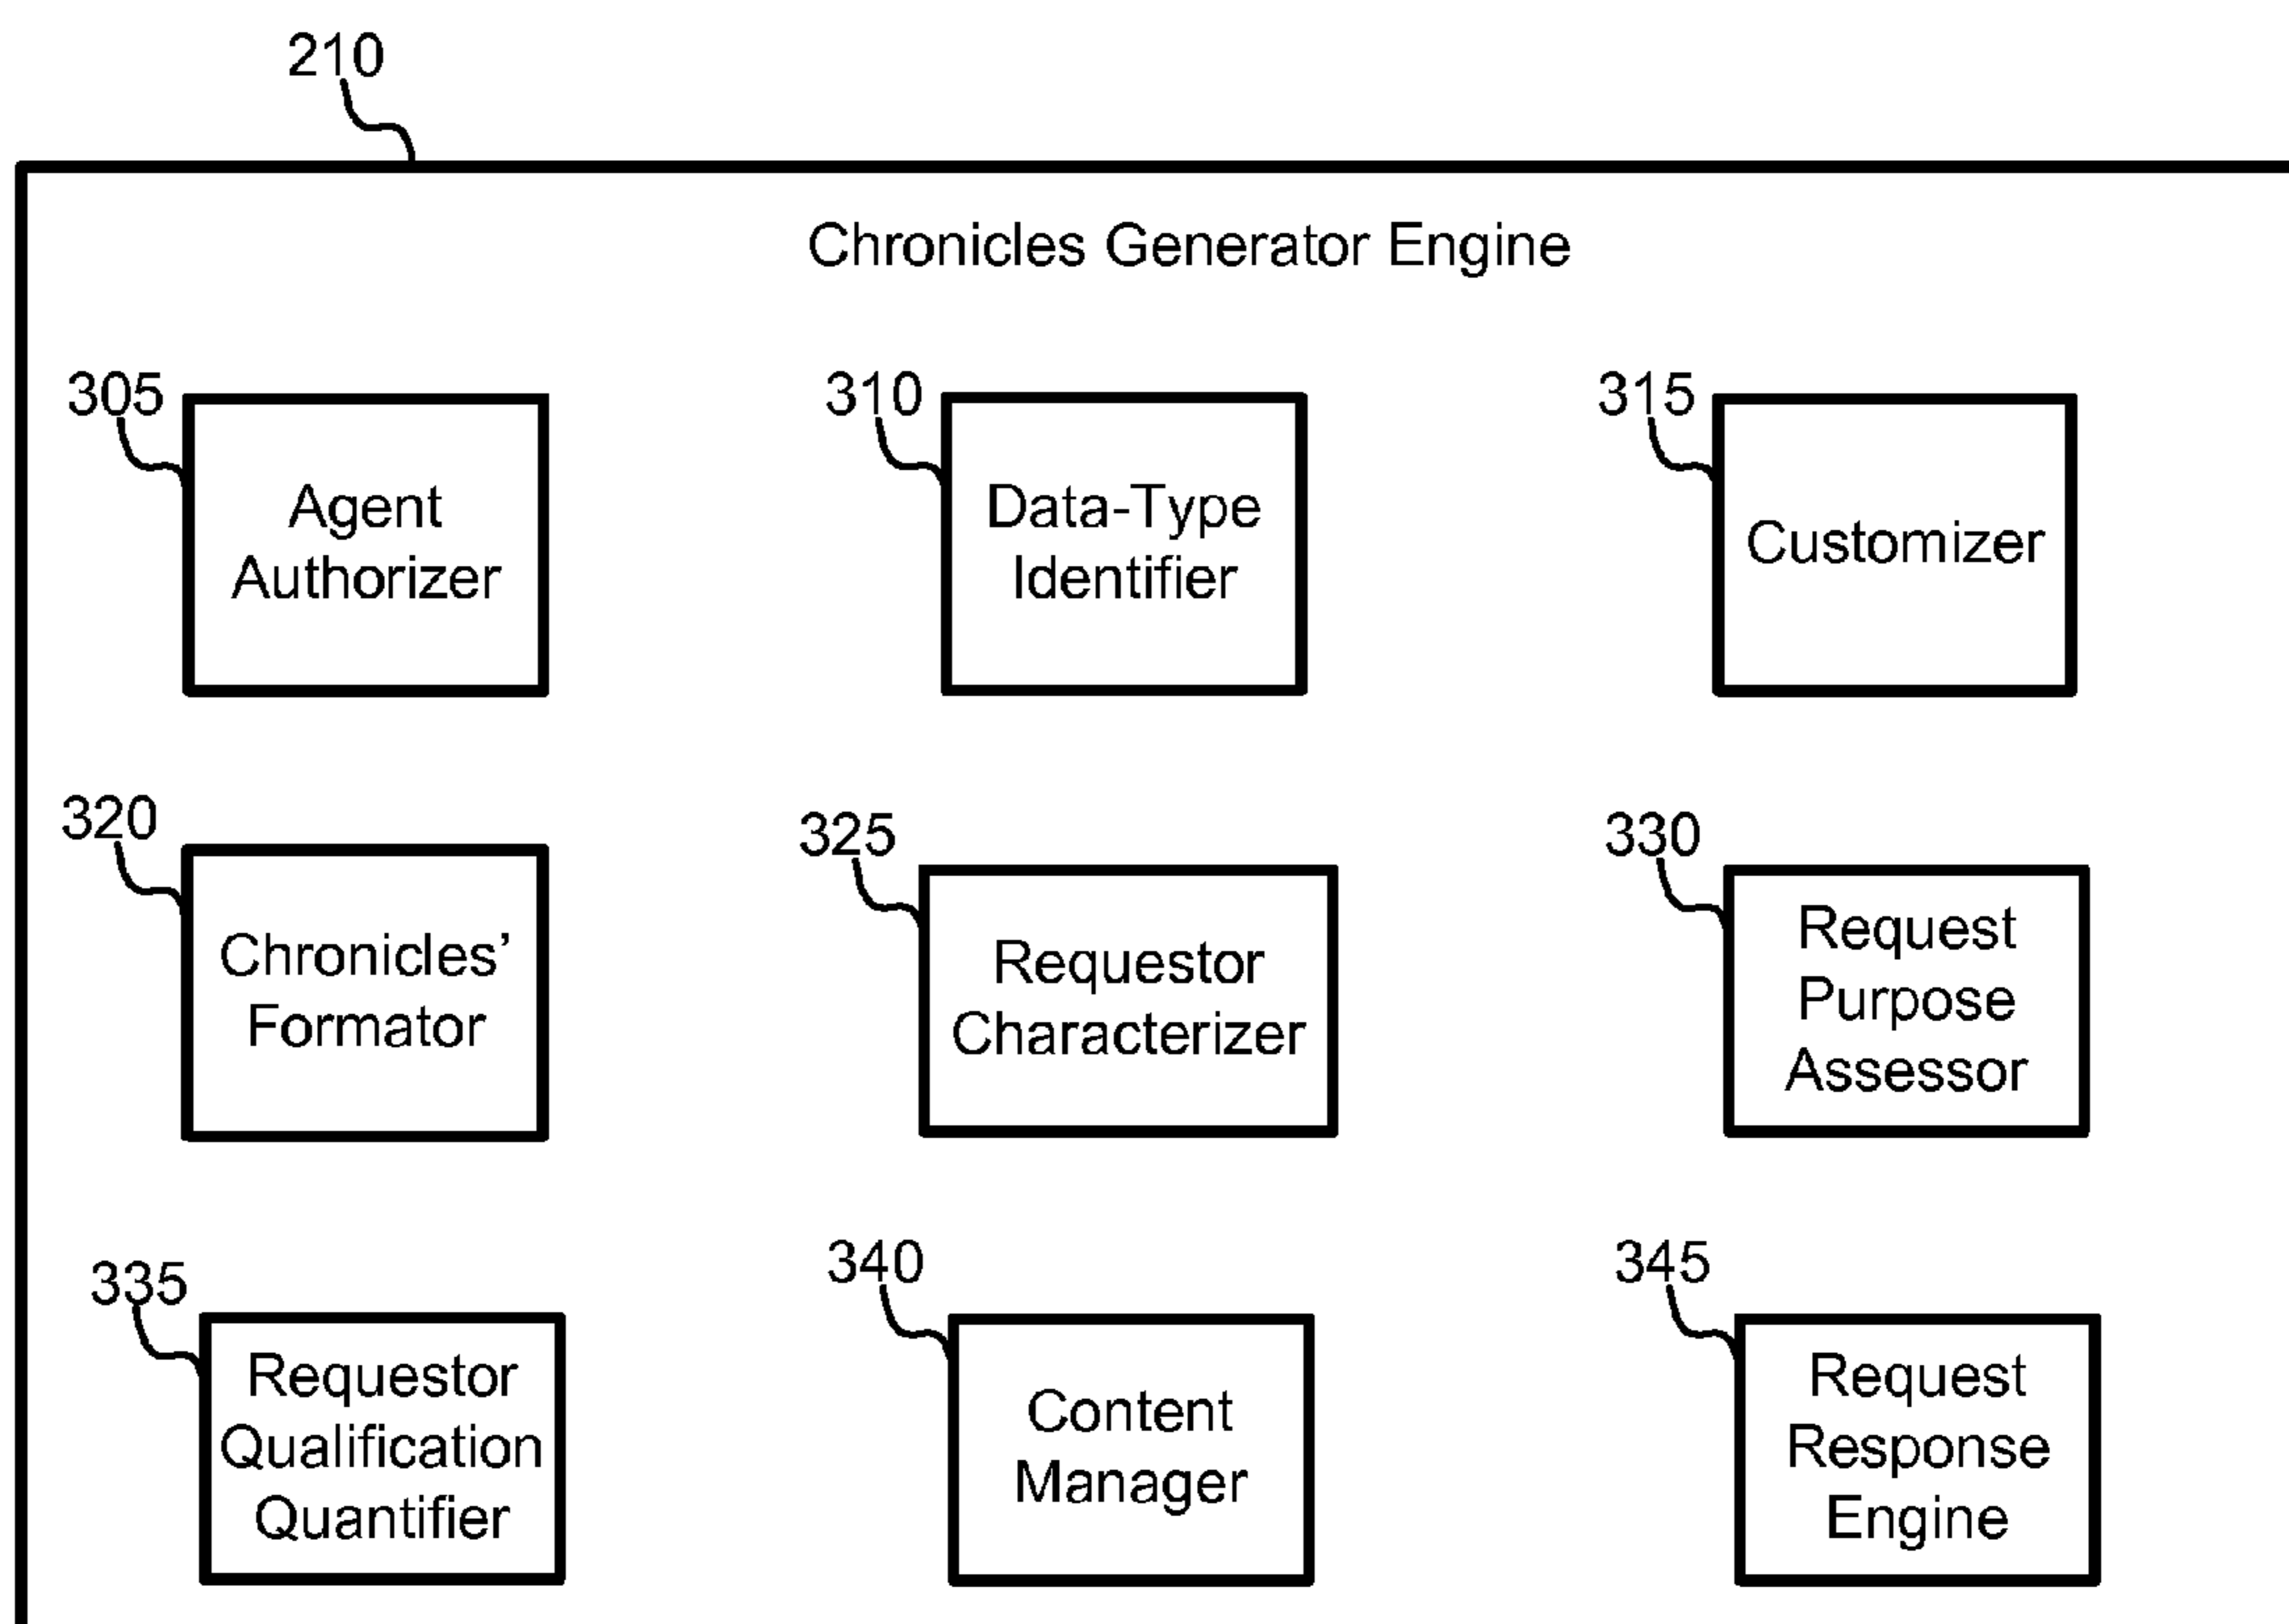 210
Chronicles Generator Engine
305
Agent
Authorizer
310
Data-Type
Identifier
315
Customizer
320
Chronicles’
Formator
325
Requestor
Characterizer
330
Request
Purpose
Assessor
335
Requestor
Qualification
Quantifier
340
Content
Manager
345
Request
Response
Engine